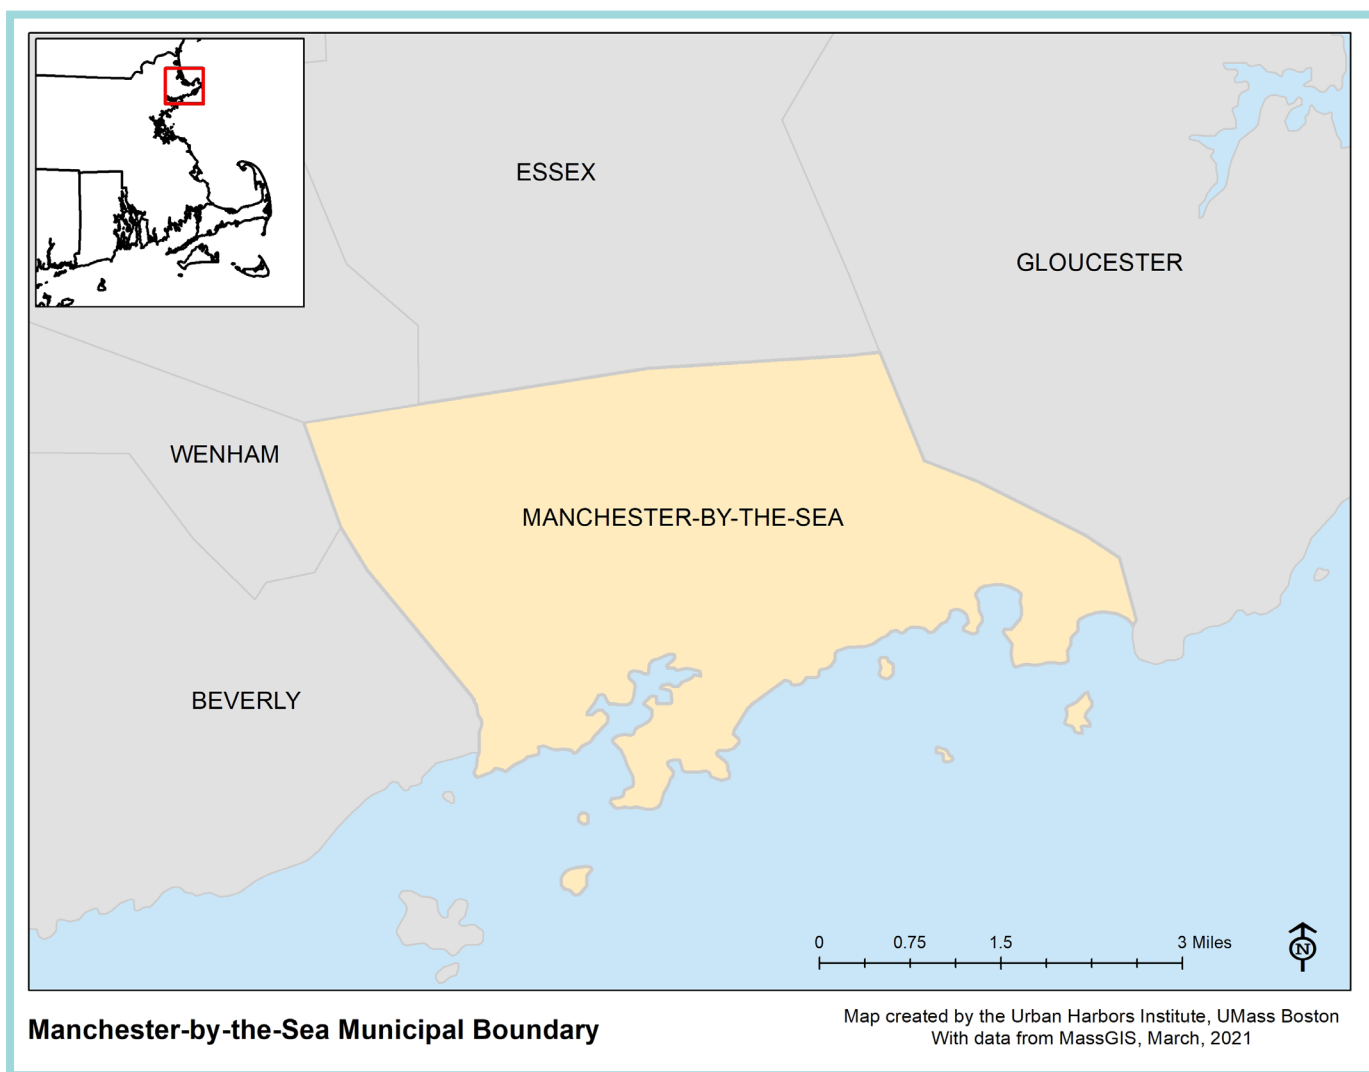 ESSEX
GLOUCESTER
WENHAM
MANCHESTER-BY-THE-SEA
BEVERLY
0 0.75 1.5 3 Miles
N
Manchester-by-the-Sea Municipal Boundary
Map created by the Urban Harbors Institute, UMass Boston
With data from MassGIS, March, 2021